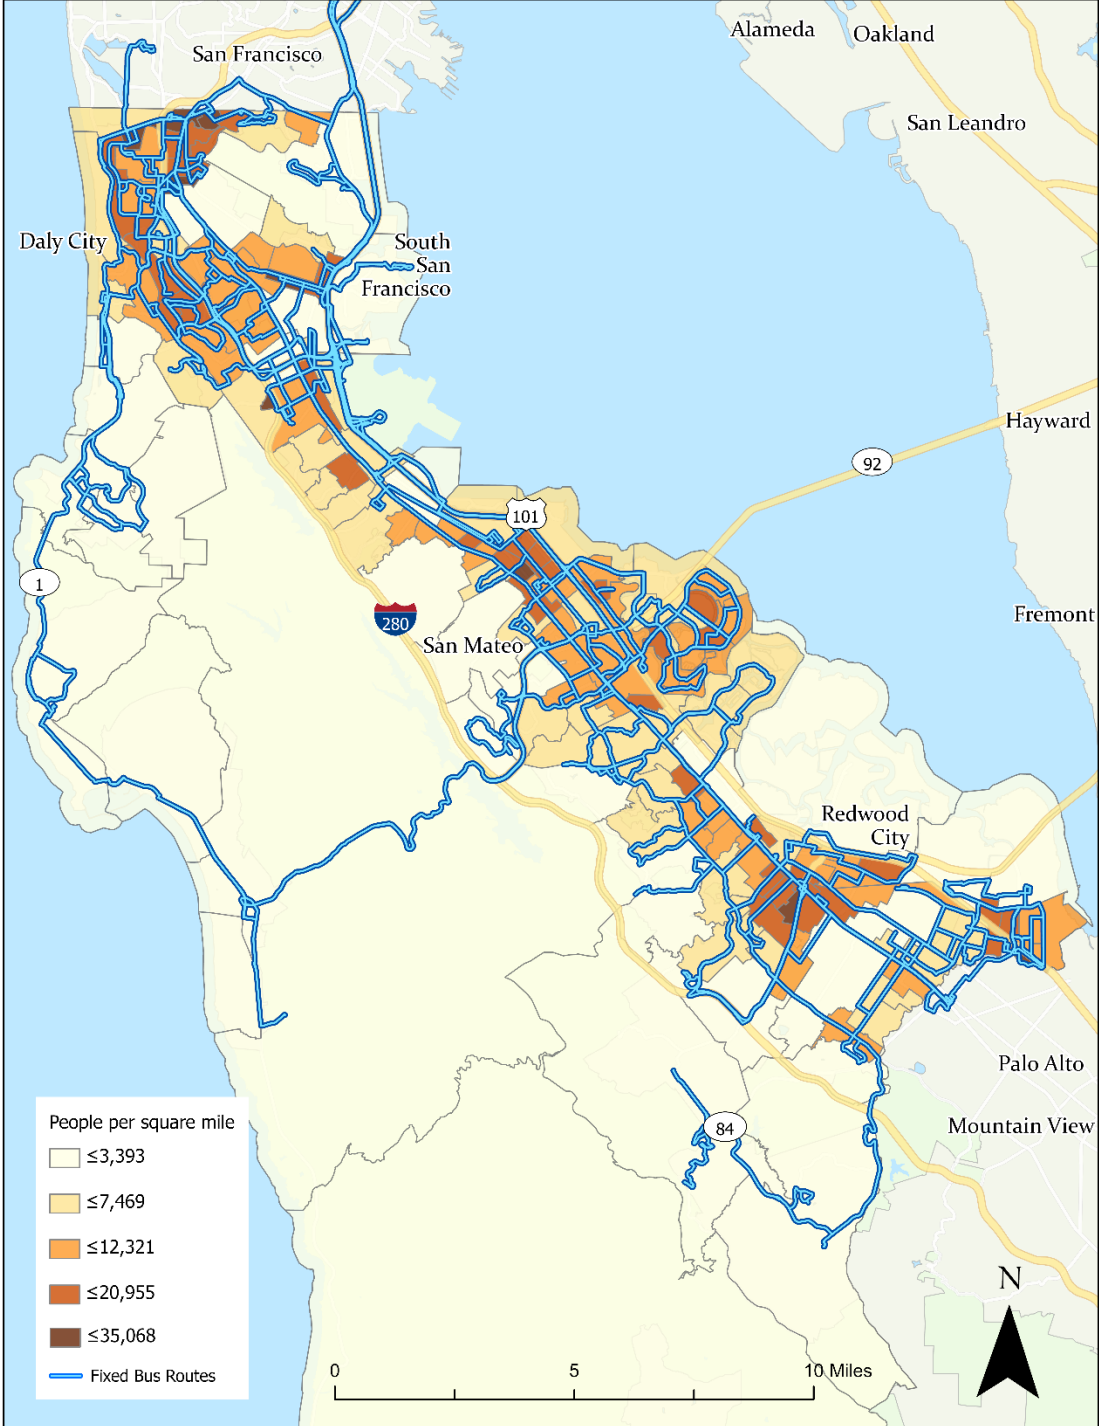 Alameda
Oakland
San Francisco
San Leandro
Daly City
South
San
Francisco
Hayward
92
101
1
280
Fremont
San Mateo
Redwood
City
Palo Alto
84
Mountain View
People per square mile
≤3,393
≤7,469
≤12,321
≤20,955
≤35,068
Fixed Bus Routes
N
0
5
10 Miles